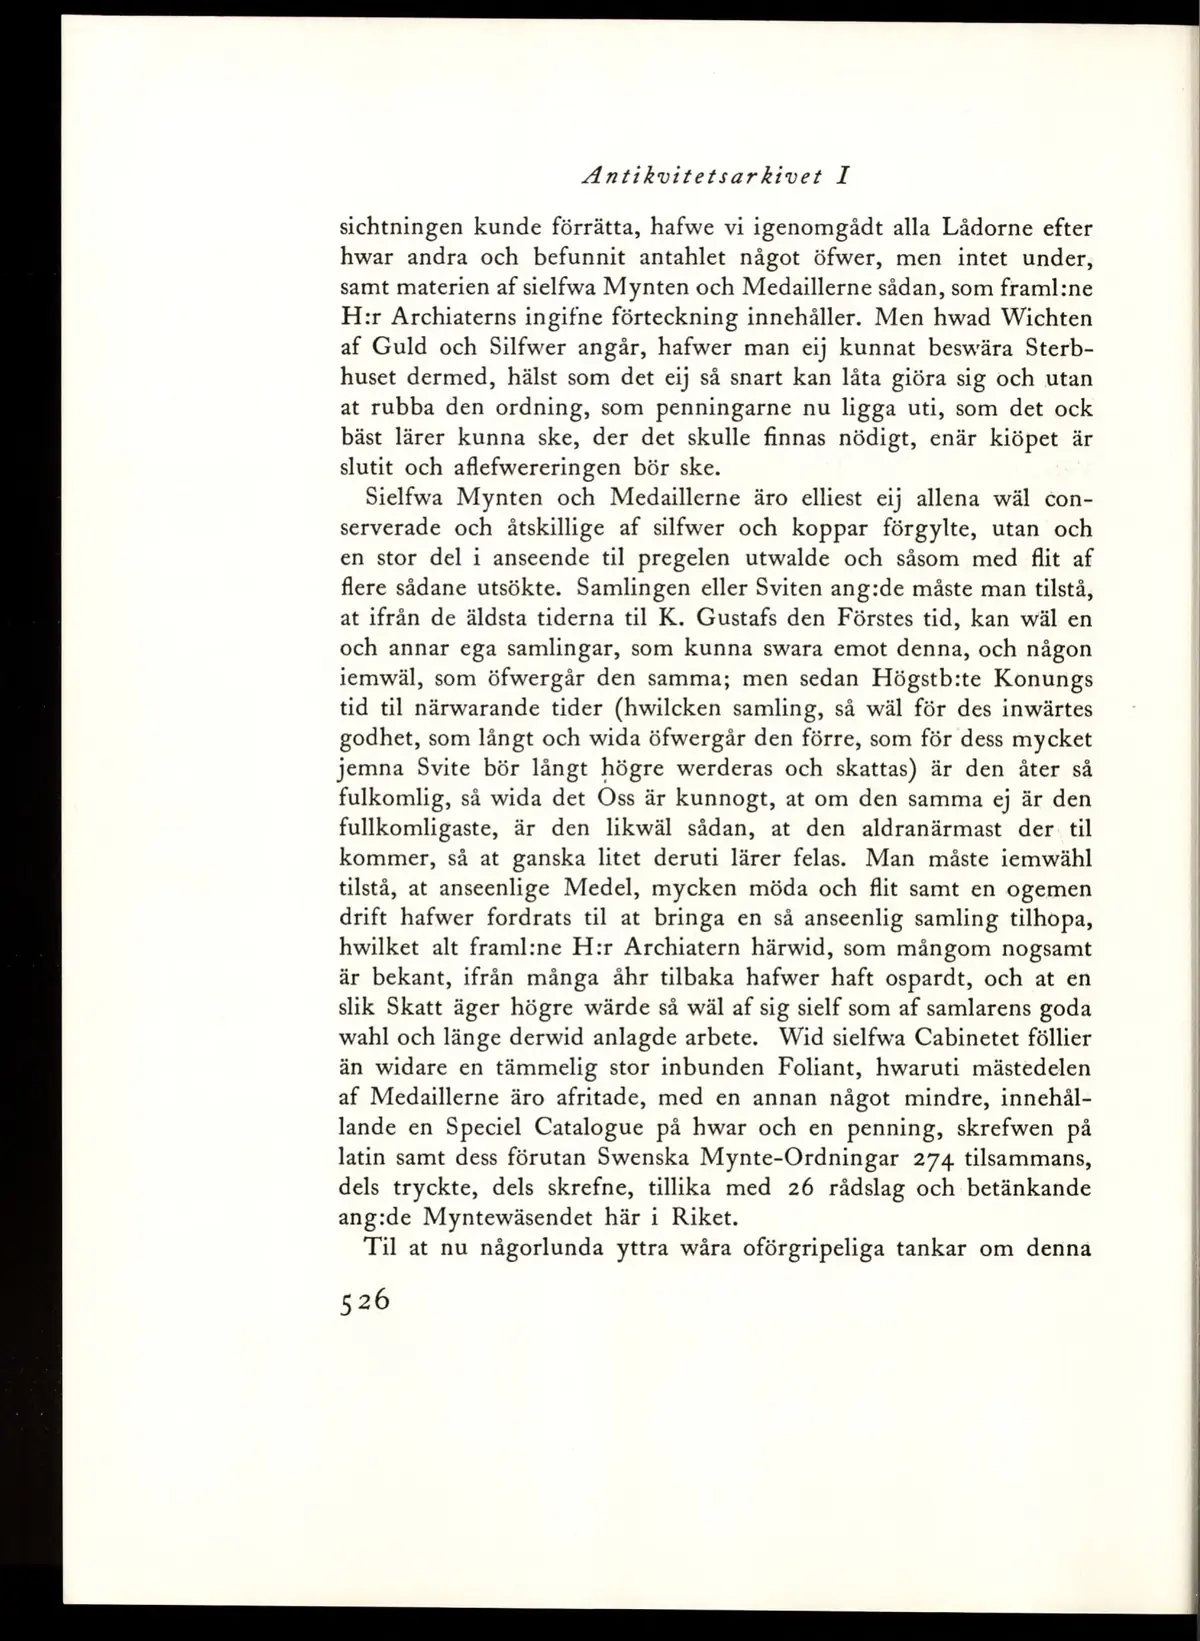 Antikvitetsarkivet I
sichtningen kunde förrätta, hafwe vi igenomgådt alla Lådorne efter
hwar andra och befunnit antahlet något öfwer, men intet under,
samt materien af sielfwa Mynten och Medaillerne sådan, som framl:ne
H:r Archiaterns ingifne förteckning innehåller. Men hwad Wichten
af Guld och Silfwer angår, hafwer man eij kunnat beswära Sterb-
huset dermed, hälst som det eij så snart kan låta giöra sig och utan
at rubba den ordning, som penningarne nu ligga uti, som det ock
bäst lärer kunna ske, der det skulle finnas nödigt, enär kiöpet är
slutit och aflefwereringen bör ske.
Sielfwa Mynten och Medaillerne äro elliest eij allena wäl con-
serverade och åtskillige af silfwer och koppar förgylte, utan och
en stor del i anseende til pregelen utwalde och såsom med flit af
flere sådane utsökte. Samlingen eller Sviten ang:de måste man tilstå,
at ifrån de äldsta tiderna til K. Gustafs den Förstes tid, kan wäl en
och annar ega samlingar, som kunna swara emot denna, och någon
iemwäl, som öfwergår den samma; men sedan Högstb:te Konungs
tid til närwarande tider (hwilcken samling, så wäl för des inwärtes
godhet, som långt och wida öfwergår den förre, som för dess mycket
jemna Svite bör långt högre werderas och skattas) är den åter så
fulkomlig, så wida det Oss är kunnogt, at om den samma ej är den
fullkomligaste, är den likwäl sådan, at den aldranärmast der til
kommer, så at ganska litet deruti lärer felas. Man måste iemwähl
tilstå, at anseenlige Medel, mycken möda och flit samt en ogemen
drift hafwer fordrats til at bringa en så anseenlig samling tilhopa,
hwilket alt framl:ne H:r Archiatern härwid, som mångom nogsamt
är bekant, ifrån många åhr tilbaka hafwer haft ospardt, och at en
slik Skatt äger högre wärde så wäl af sig sielf som af samlarens goda
wahl och länge derwid anlagde arbete. Wid sielfwa Cabinetet föllier
än widare en tämmelig stor inbunden Foliant, hwaruti mästedelen
af Medaillerne äro afritade, med en annan något mindre, innehål-
lande en Speciel Catalogue på hwar och en penning, skrefwen på
latin samt dess förutan Swenska Mynte-Ordningar 274 tilsammans,
dels tryckte, dels skrefne, tillika med 26 rådslag och betänkande
ang:de Myntewäsendet här i Riket.
Til at nu någorlunda yttra wåra oförgripeliga tankar om denna
526